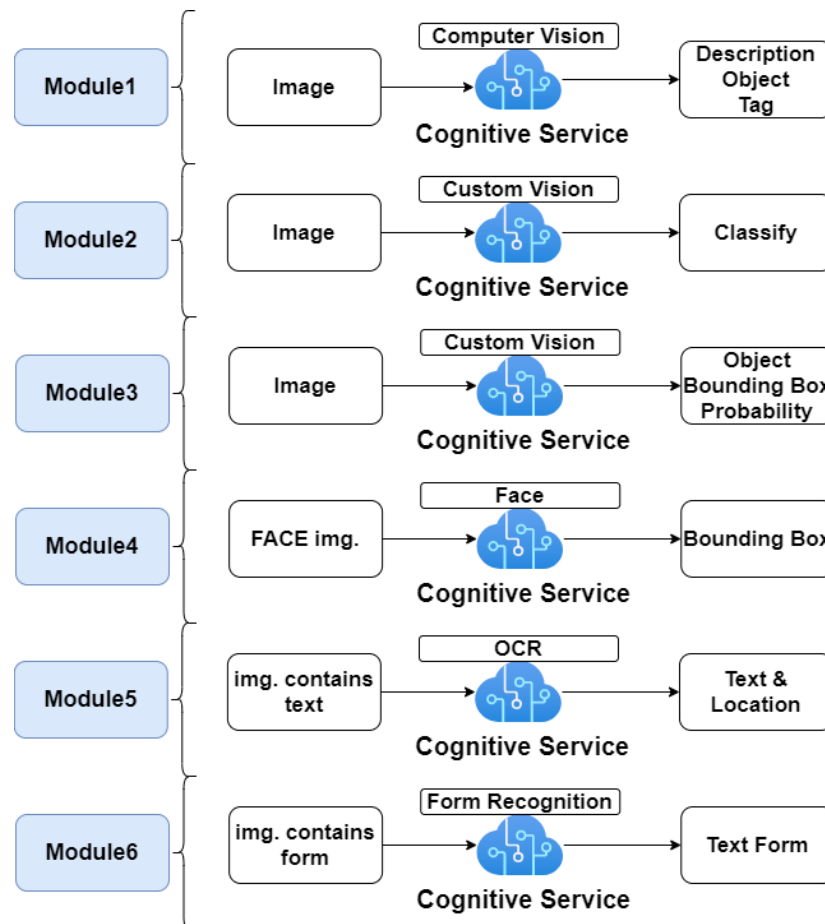 Module1
Image
Computer Vision
Cognitive Service
Description
Object
Tag
Module2
Image
Custom Vision
Cognitive Service
Classify
Module3
Image
Custom Vision
Cognitive Service
Object
Bounding Box
Probability
Module4
FACE img.
Face
Cognitive Service
Bounding Box
Module5
img. contains
text
OCR
Cognitive Service
Text &
Location
Module6
img. contains
form
Form Recognition
Cognitive Service
Text Form